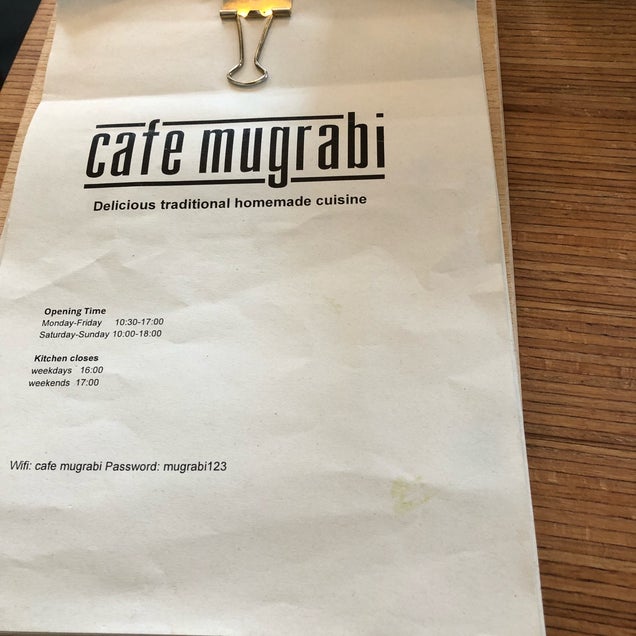 cafe mugrabi
Delicious traditional homemade cuisine
Opening Time
Monday-Friday 10:30-17:00
Saturday-Sunday 10:00-18:00
Kitchen closes
weekdays 16:00
weekends 17:00
Wifi: cafe mugrabi Password: mugrabi123